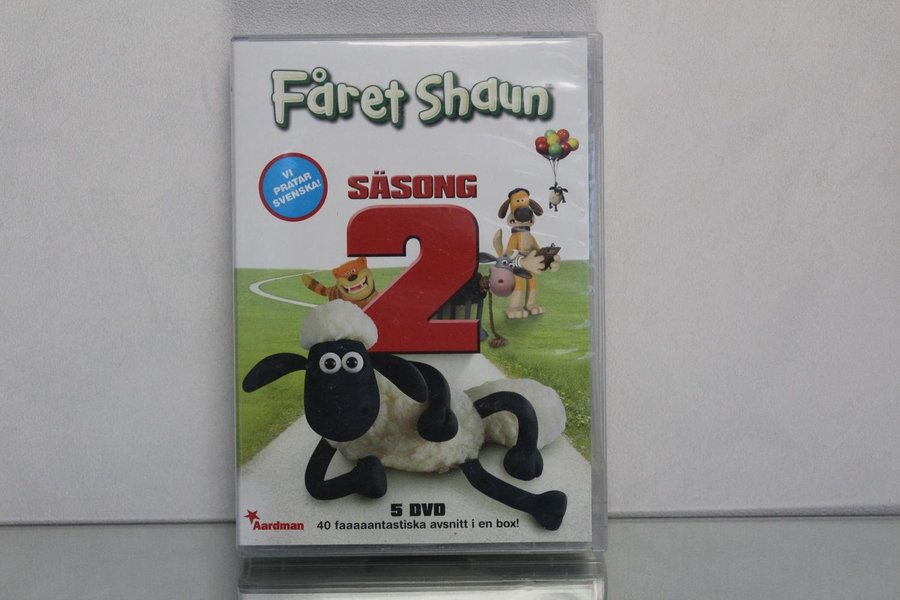 Fåret Shaun
VI
PRATAR
SVENSKA!
SÄSONG
2
5 DVD
40 faaaaantastiska avsnitt i en box!
Aardman